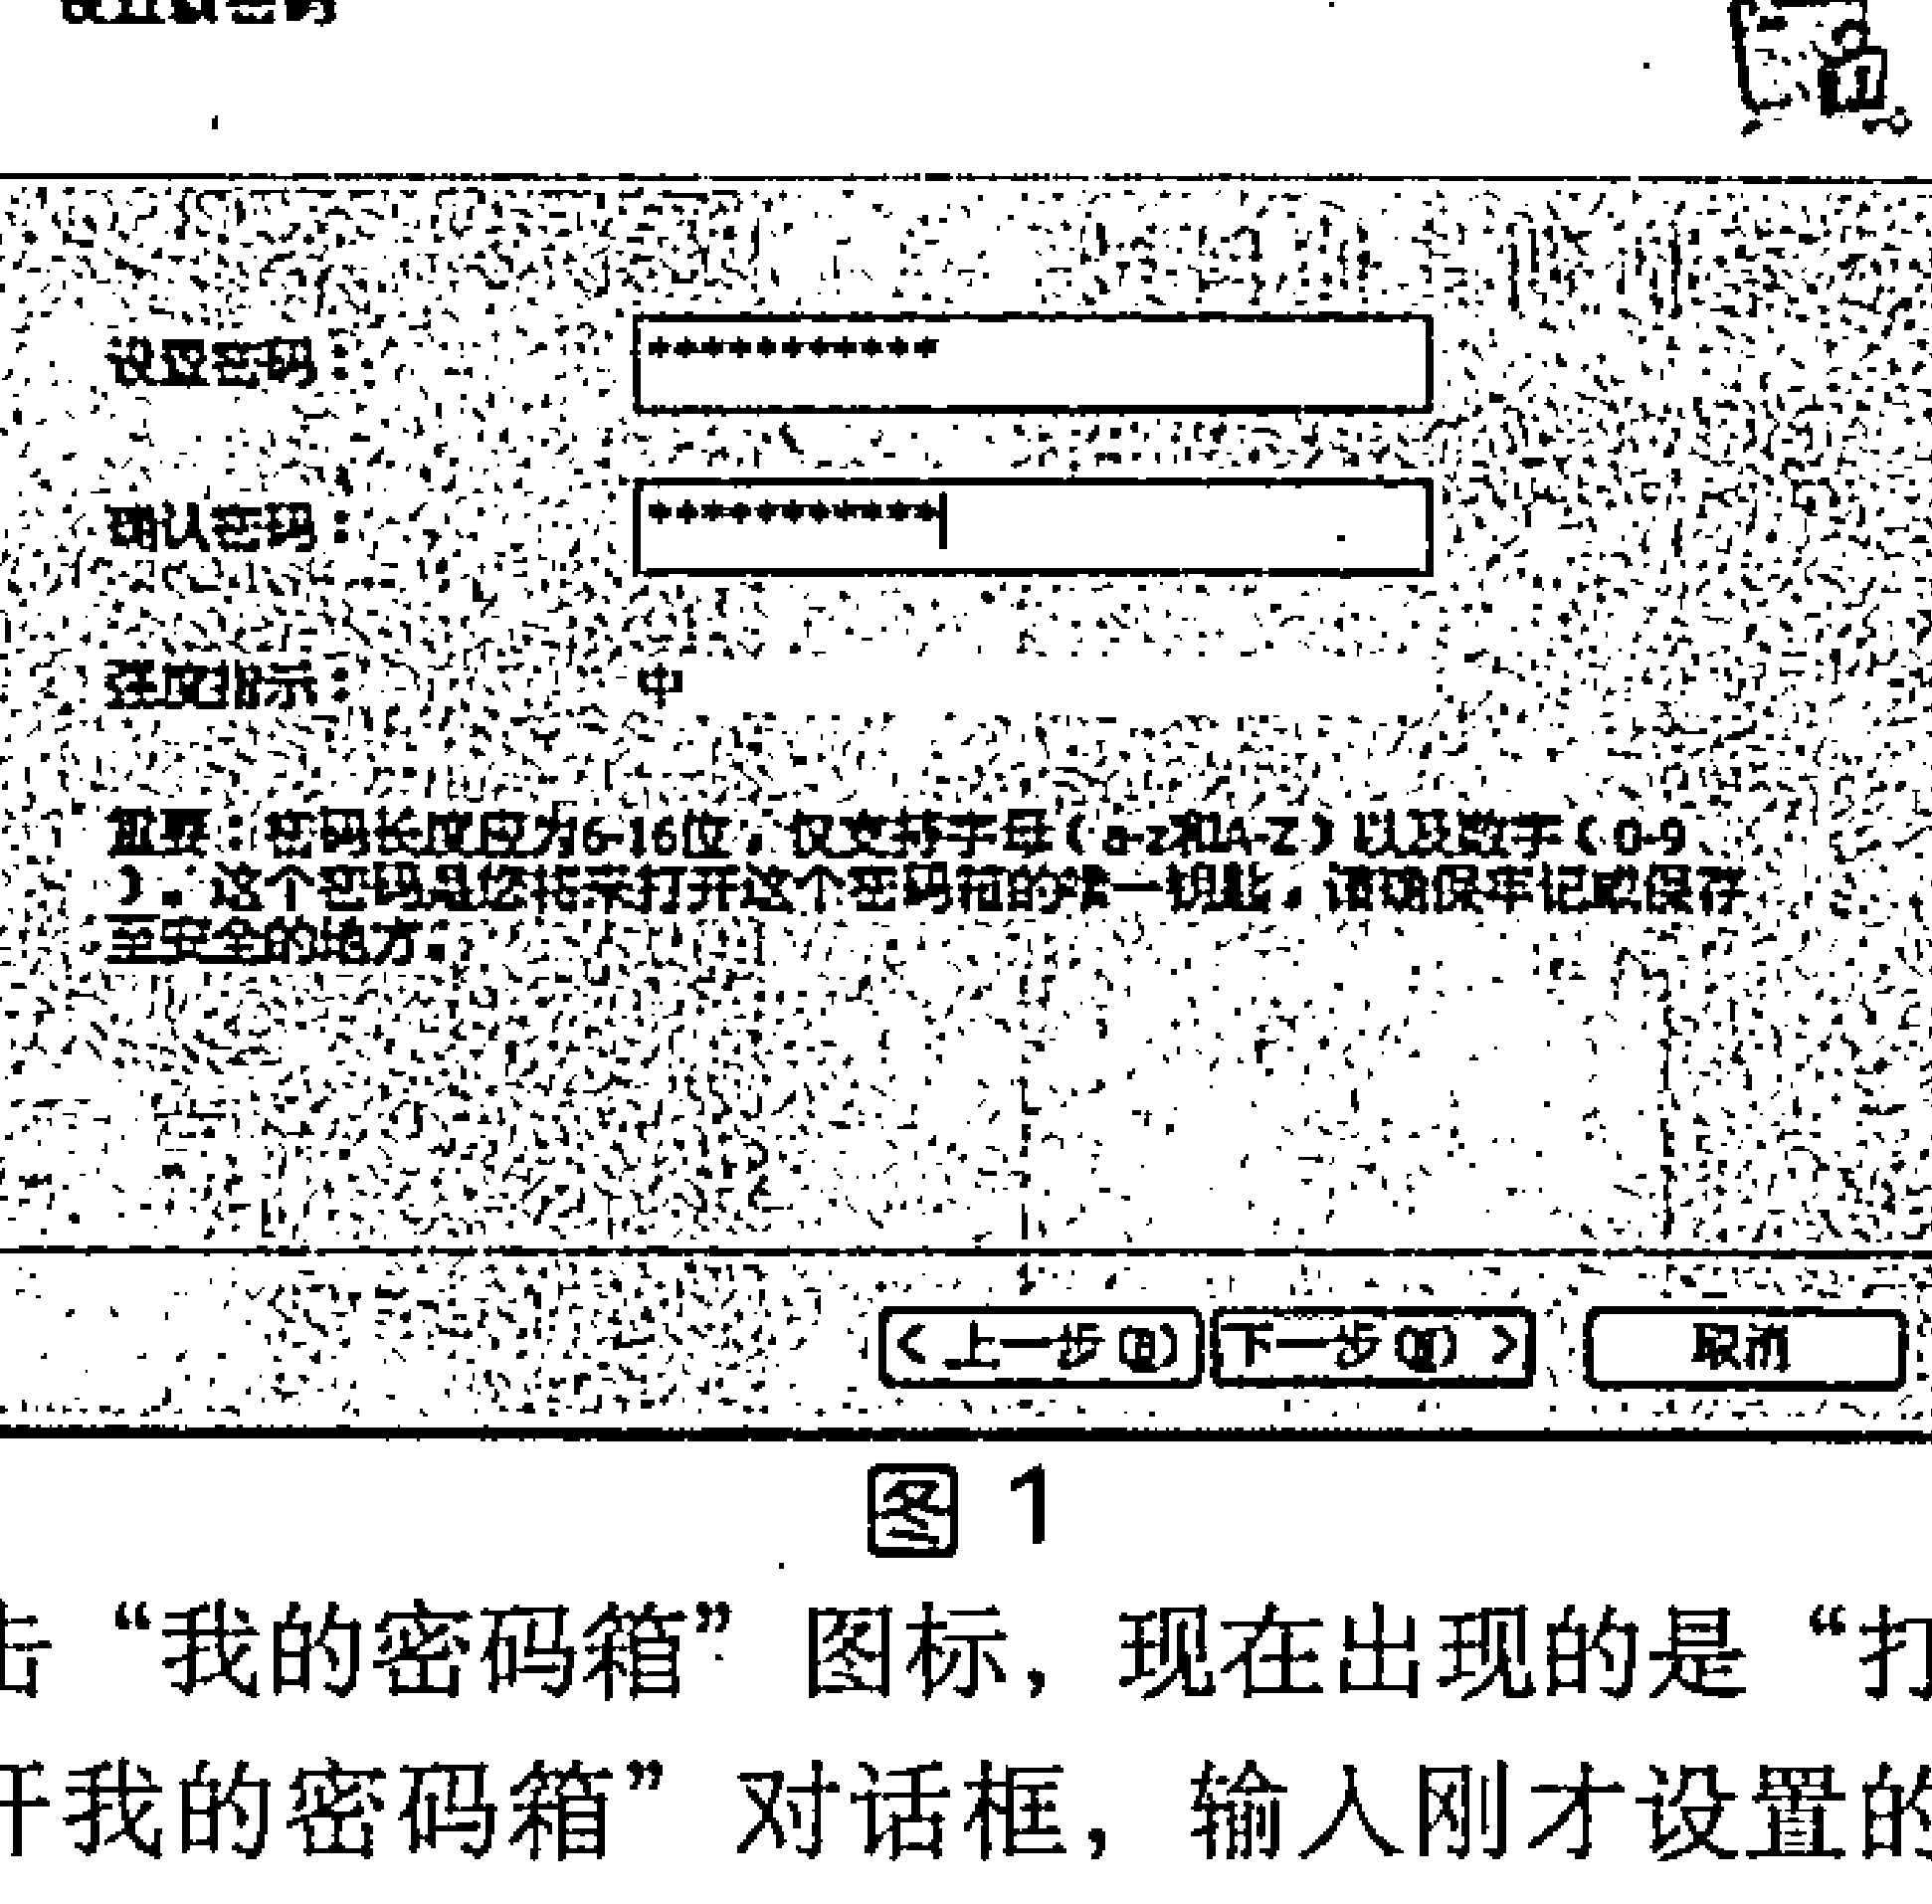 设置密码：
***********
确认密码：
***********
强度指示：
中
重要：密码长度应为6-16位，仅支持字母（a-z和A-Z）以及数字（0-9
）。这个密码是您将来打开这个密码箱的唯一钥匙，请确保牢记或保存
至安全的地方。
< 上一步(B)
下一步(N) >
取消
图 1
击“我的密码箱”图标，现在出现的是“打
开我的密码箱”对话框，输入刚才设置的